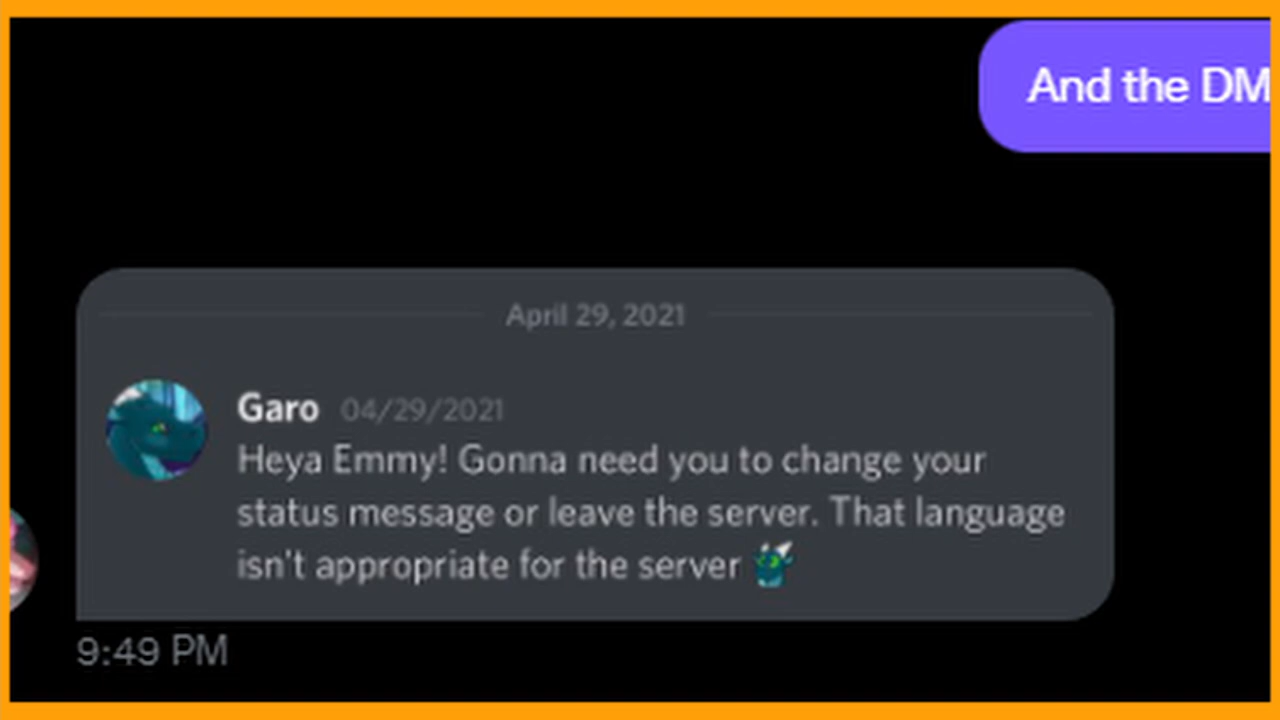 And the DM
April 29, 2021
Garo 04/29/2021
Heya Emmy! Gonna need you to change your
status message or leave the server. That language
isn't appropriate for the server
9:49 PM